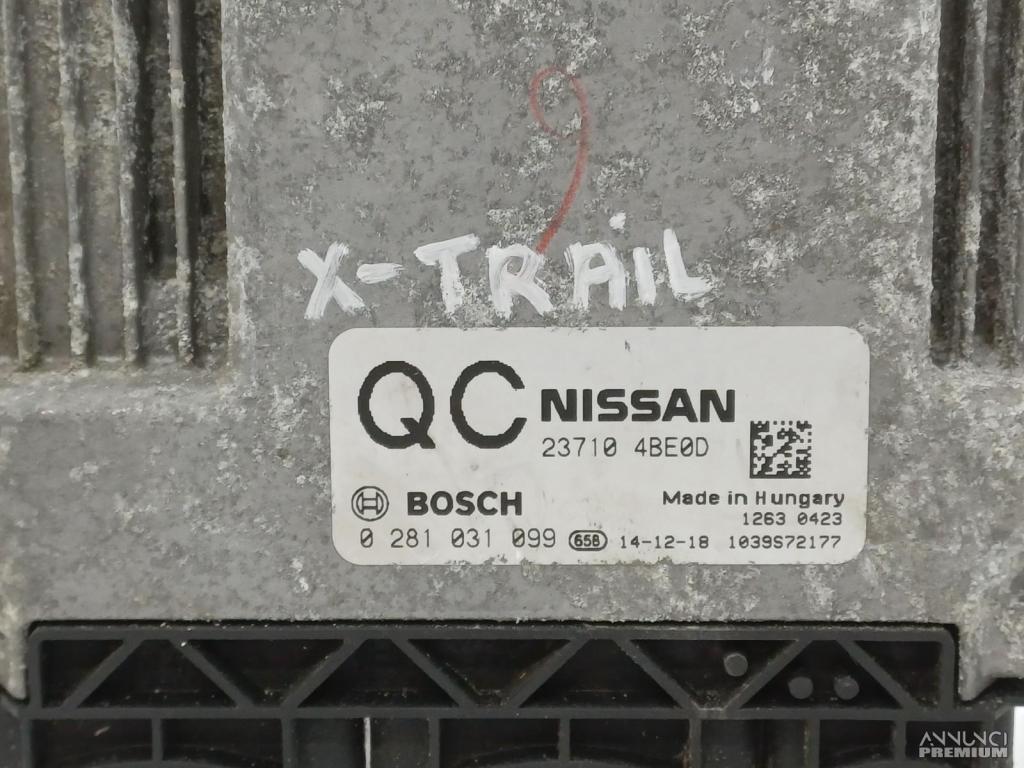 X-TRAiL
QC NISSAN
23710 4BE0D
BOSCH
Made in Hungary
1263 0423
0 281 031 099 658 14-12-18 1039S72177
ANNUNCI
PREMIUM